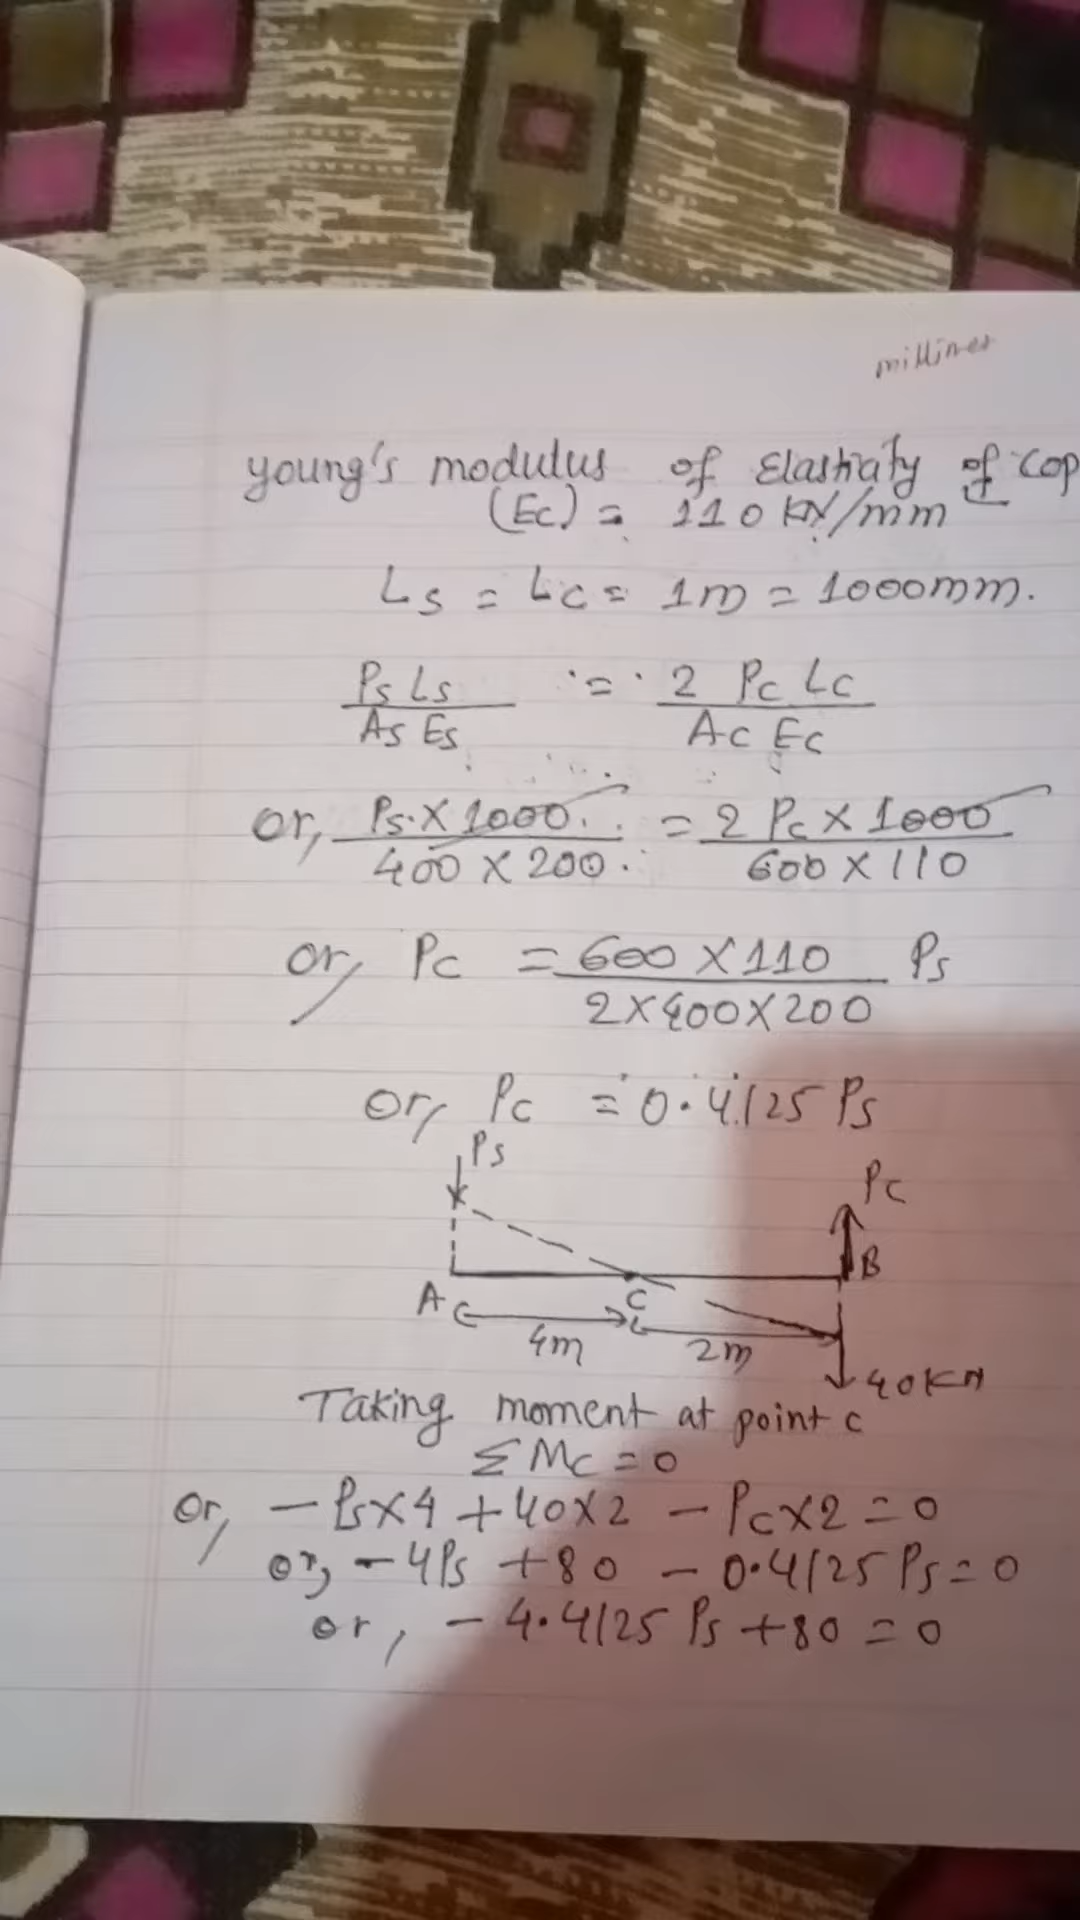 milliner
young's modulus of Elasticity of cop
(Ec) = 110 KN/mm
Ls = Lc = 1m = 1000mm.
Ps Ls / As Es = 2 Pc Lc / Ac Ec
or, Ps × 1000 / 400 × 200 = 2 Pc × 1000 / 600 × 110
or, Pc = 600 × 110 / 2×400×200 Ps
or, Pc = 0.4125 Ps
Ps
Pc
A
C
B
4m
2m
40KN
Taking moment at point c
ΣMc = 0
or, - Ps×4 + 40×2 - Pc×2 = 0
or, - 4Ps + 80 - 0.4125 Ps = 0
or, - 4.4125 Ps + 80 = 0